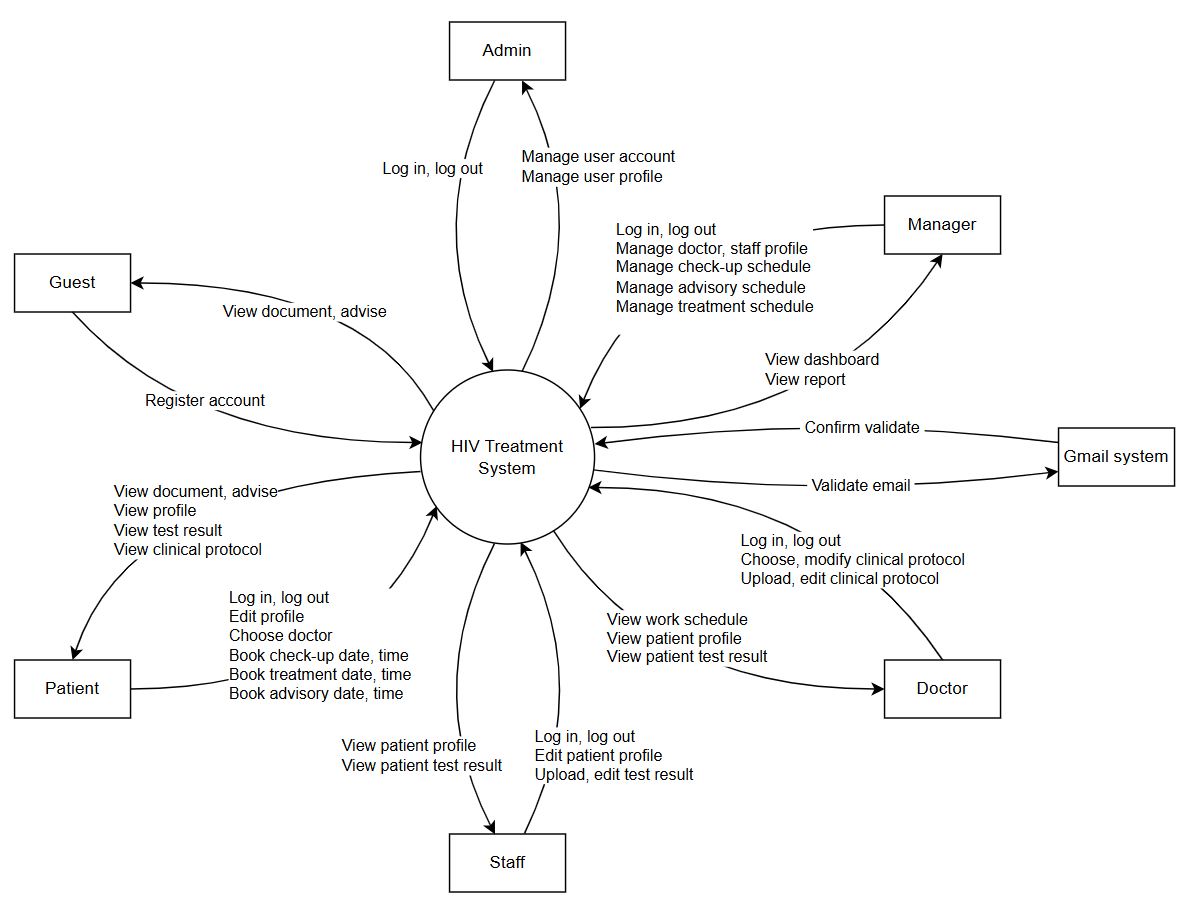 Admin
Log in, log out
Manage user account
Manage user profile
Manager
Log in, log out
Manage doctor, staff profile
Manage check-up schedule
Manage advisory schedule
Manage treatment schedule
Guest
View document, advise
View dashboard
View report
Register account
Confirm validate
HIV Treatment
System
Gmail system
Validate email
View document, advise
View profile
View test result
View clinical protocol
Log in, log out
Choose, modify clinical protocol
Upload, edit clinical protocol
Log in, log out
Edit profile
Choose doctor
Book check-up date, time
Book treatment date, time
Book advisory date, time
View work schedule
View patient profile
View patient test result
Patient
Doctor
View patient profile
View patient test result
Log in, log out
Edit patient profile
Upload, edit test result
Staff